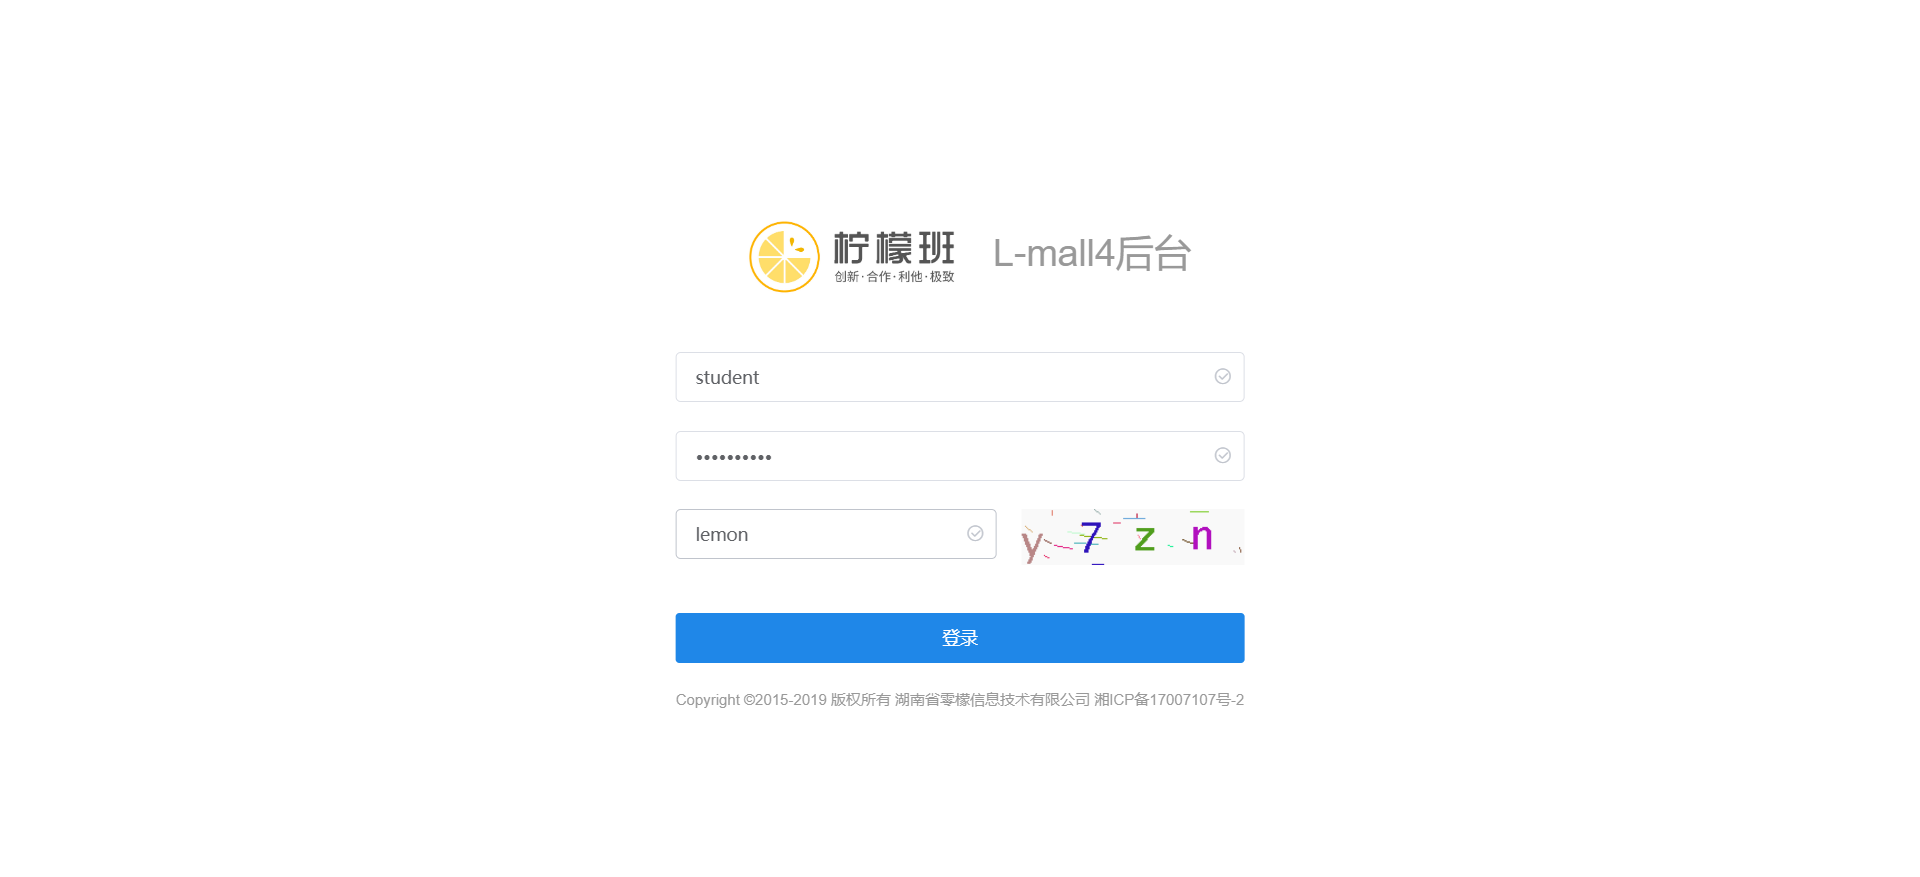 柠檬班
创新·合作·利他·极致
L-mall4后台
student
••••••••••
lemon
y7zn
登录
Copyright ©2015-2019 版权所有 湖南省零檬信息技术有限公司 湘ICP备17007107号-2